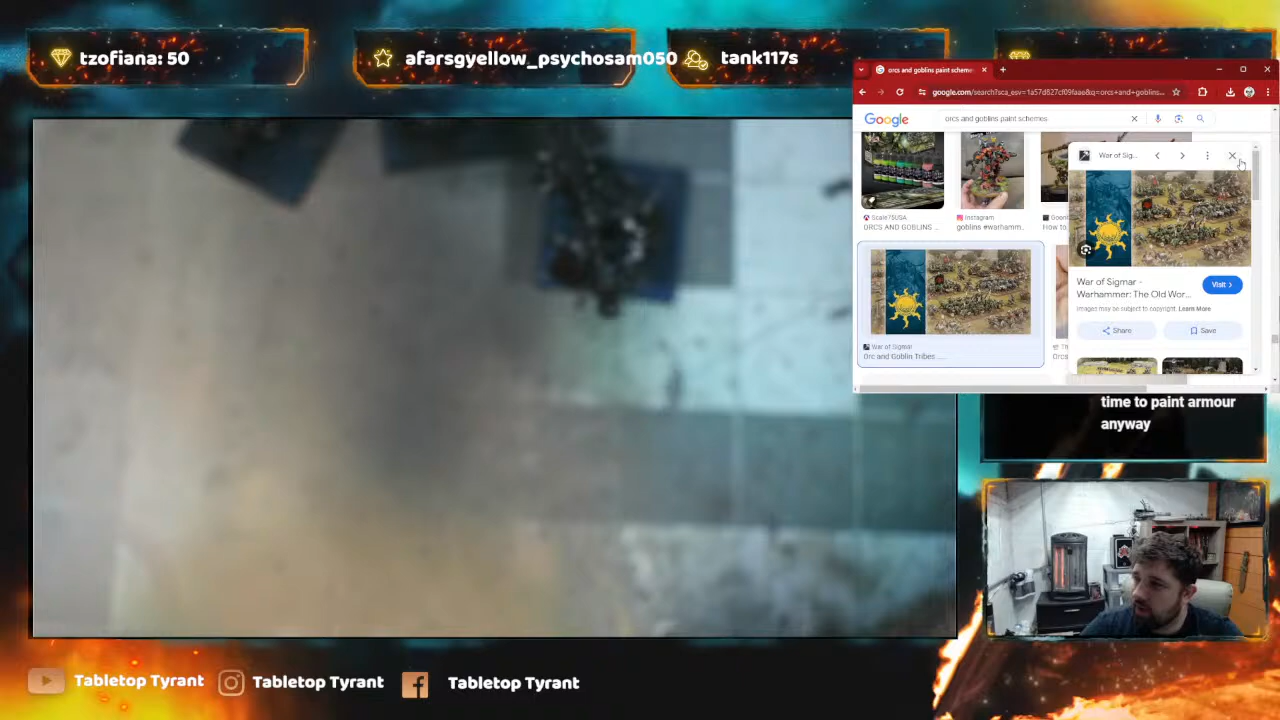 tzofiana: 50
afarsgyellow_psychosam050
tank117s
orcs and goblins paint scheme
google.com/search?sca_esv=1a57d827cf09faae&q=orcs+and+goblins...
Google
orcs and goblins paint schemes
War of Sig...
Scale75USA
ORCS AND GOBLINS ...
Instagram
goblins #warhamm...
How to
War of Sigmar -
Warhammer: The Old Wor...
Visit
Images may be subject to copyright. Learn More
Share
Save
War of Sigmar
Orc and Goblin Tribes ......
time to paint armour
anyway
Tabletop Tyrant
Tabletop Tyrant
Tabletop Tyrant